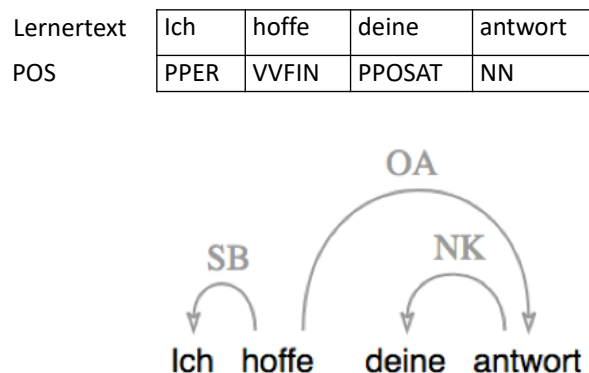 Lernertext Ich hoffe deine antwort
POS PPER VVFIN PPOSAT NN
OA
SB NK
Ich hoffe deine antwort